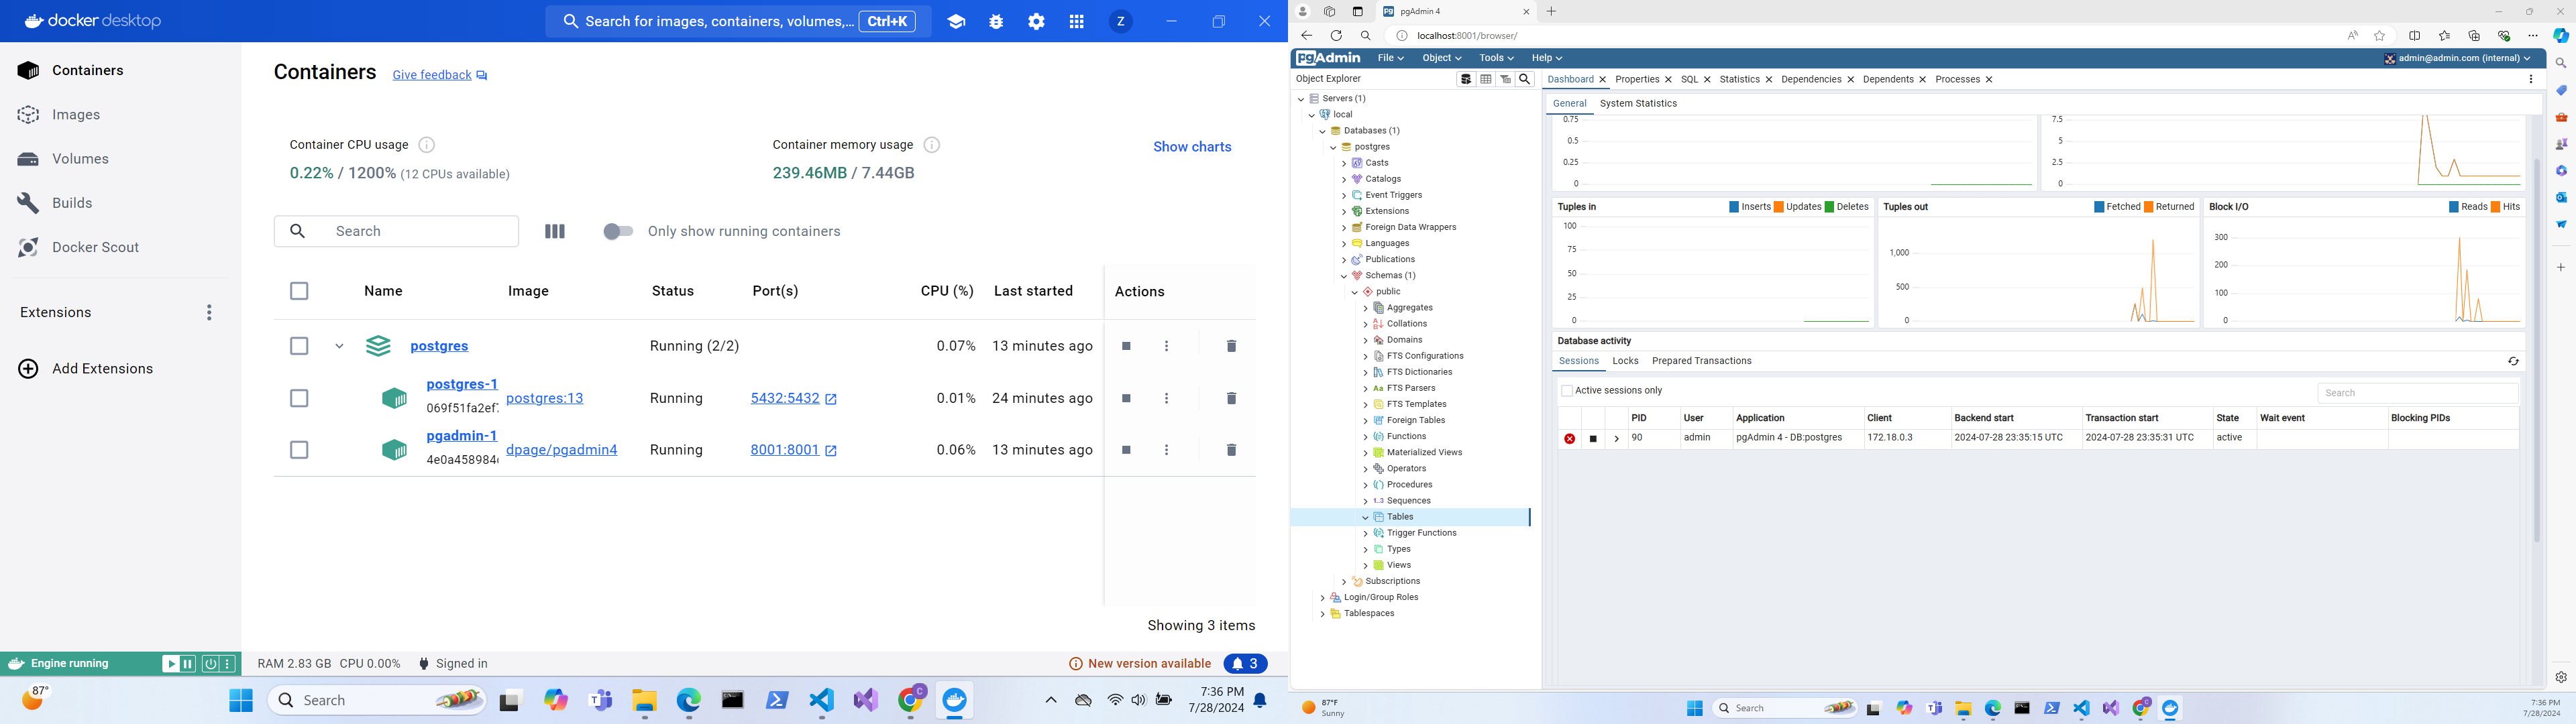 docker desktop
Search for images, containers, volumes,... Ctrl+K
Z
Containers
Images
Volumes
Builds
Docker Scout
Extensions
Add Extensions
Containers Give feedback
Container CPU usage
0.22% / 1200% (12 CPUs available)
Container memory usage
239.46MB / 7.44GB
Show charts
Search
Only show running containers
Name Image Status Port(s) CPU (%) Last started Actions
postgres Running (2/2) 0.07% 13 minutes ago
postgres-1
069f51fa2ef7 postgres:13 Running 5432:5432 0.01% 24 minutes ago
pgadmin-1
4e0a458984 dpage/pgadmin4 Running 8001:8001 0.06% 13 minutes ago
Showing 3 items
Engine running
RAM 2.83 GB CPU 0.00% Signed in
New version available 3
87°
Search
7:36 PM
7/28/2024
pgAdmin 4
localhost:8001/browser/
pgAdmin File Object Tools Help
admin@admin.com (internal)
Object Explorer
Servers (1)
local
Databases (1)
postgres
Casts
Catalogs
Event Triggers
Extensions
Foreign Data Wrappers
Languages
Publications
Schemas (1)
public
Aggregates
Collations
Domains
FTS Configurations
FTS Dictionaries
FTS Parsers
FTS Templates
Foreign Tables
Functions
Materialized Views
Operators
Procedures
Sequences
Tables
Trigger Functions
Types
Views
Subscriptions
Login/Group Roles
Tablespaces
Dashboard Properties SQL Statistics Dependencies Dependents Processes
General System Statistics
0.75
0.5
0.25
0
7.5
5
2.5
0
Tuples in Inserts Updates Deletes
100
75
50
25
0
Tuples out Fetched Returned
1,000
500
0
Block I/O Reads Hits
300
200
100
0
Database activity
Sessions Locks Prepared Transactions
Active sessions only
Search
PID User Application Client Backend start Transaction start State Wait event Blocking PIDs
90 admin pgAdmin 4 - DB:postgres 172.18.0.3 2024-07-28 23:35:15 UTC 2024-07-28 23:35:31 UTC active
87°F
Sunny
Search
7:36 PM
7/28/2024